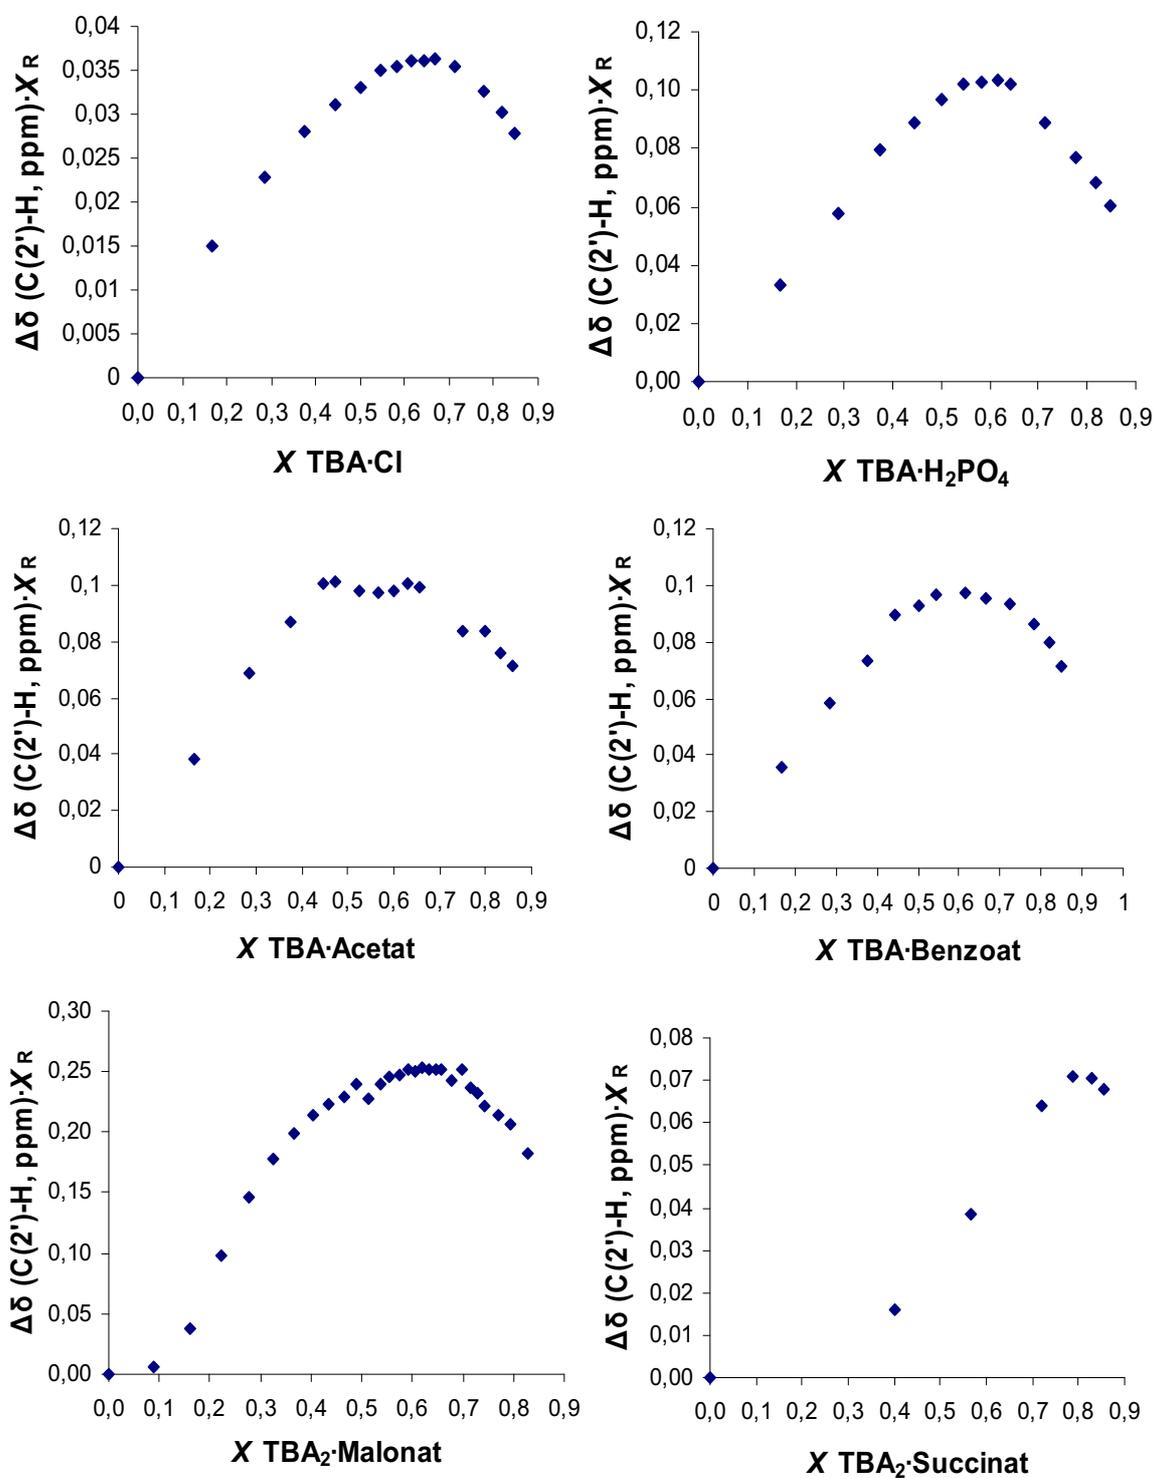 Δδ (C(2')-H, ppm)·X R
0,04
0,035
0,03
0,025
0,02
0,015
0,01
0,005
0
0,0 0,1 0,2 0,3 0,4 0,5 0,6 0,7 0,8 0,9
X TBA·Cl
Δδ (C(2')-H, ppm)·X R
0,12
0,10
0,08
0,06
0,04
0,02
0,00
0,0 0,1 0,2 0,3 0,4 0,5 0,6 0,7 0,8 0,9
X TBA·H₂PO₄
Δδ (C(2')-H, ppm)·X R
0,12
0,1
0,08
0,06
0,04
0,02
0
0 0,1 0,2 0,3 0,4 0,5 0,6 0,7 0,8 0,9
X TBA·Acetat
Δδ (C(2')-H, ppm)·X R
0,12
0,1
0,08
0,06
0,04
0,02
0
0 0,1 0,2 0,3 0,4 0,5 0,6 0,7 0,8 0,9 1
X TBA·Benzoat
Δδ (C(2')-H, ppm)·X R
0,30
0,25
0,20
0,15
0,10
0,05
0,00
0,0 0,1 0,2 0,3 0,4 0,5 0,6 0,7 0,8 0,9
X TBA₂·Malonat
Δδ (C(2')-H, ppm)·X R
0,08
0,07
0,06
0,05
0,04
0,03
0,02
0,01
0,00
0,0 0,1 0,2 0,3 0,4 0,5 0,6 0,7 0,8 0,9
X TBA₂·Succinat